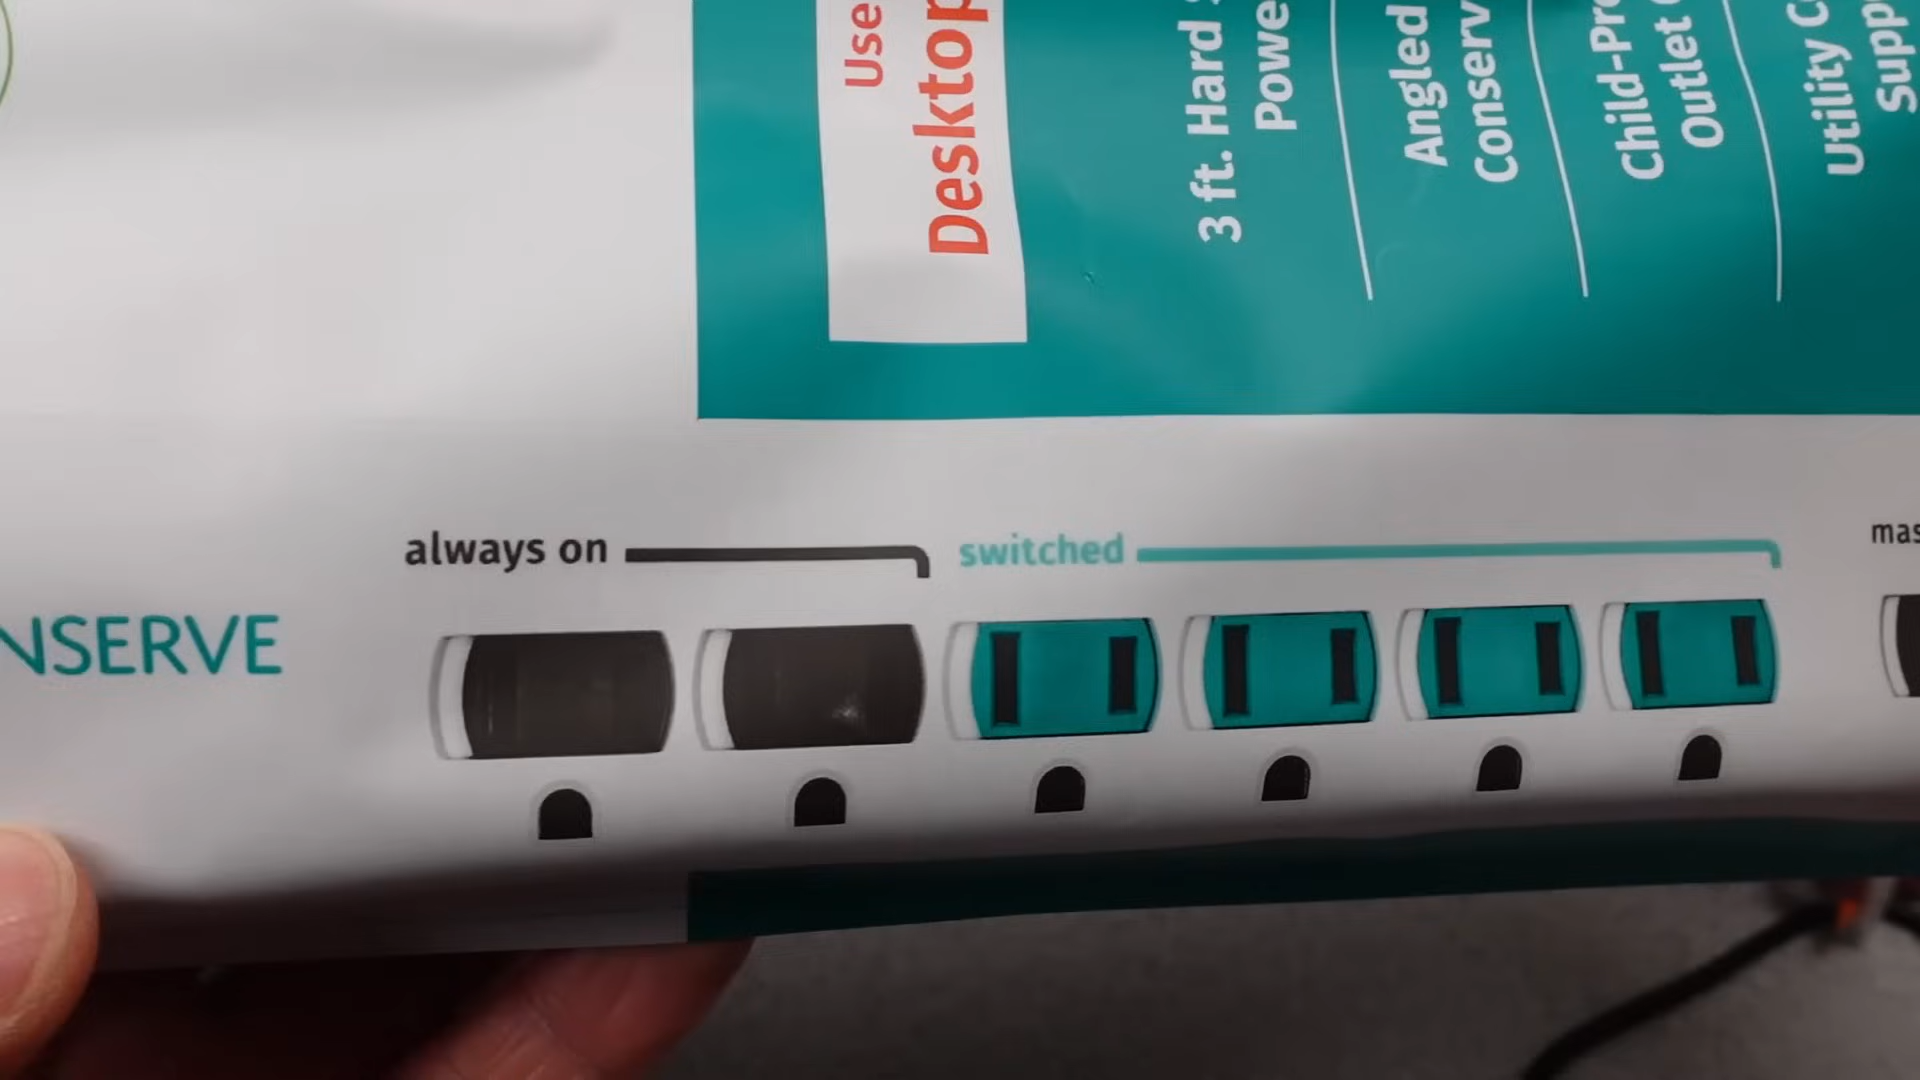 Use
Desktop
3 ft. Hard
Powe
Angled
Conserv
Child-Pro
Outlet
Utility
Supp
always on
switched
mas
NSERVE